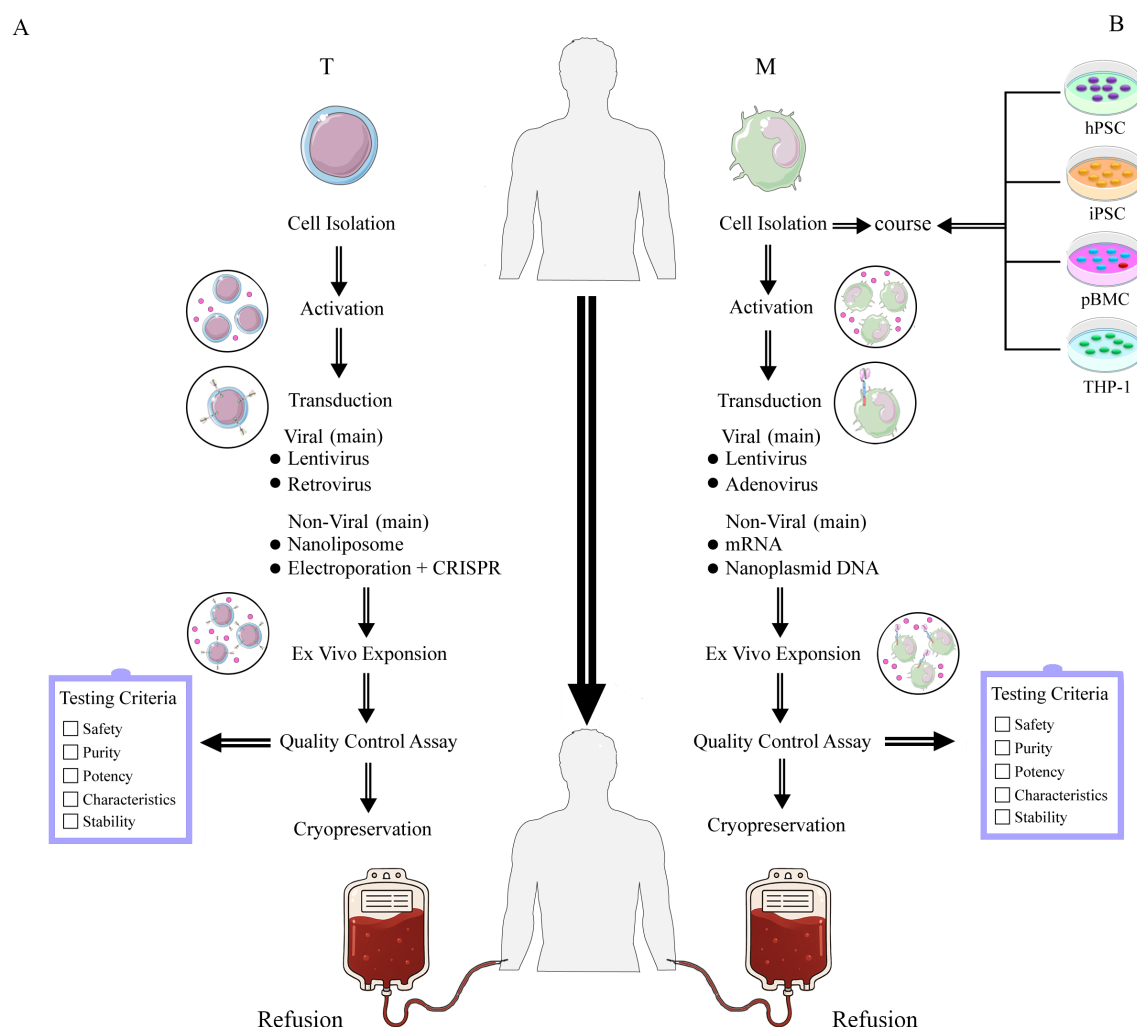 A
B
T
Cell Isolation
Activation
Transduction
Viral (main)
● Lentivirus
● Retrovirus
Non-Viral (main)
● Nanoliposome
● Electroporation + CRISPR
Ex Vivo Exponsion
Quality Control Assay
Cryopreservation
Refusion
Testing Criteria
Safety
Purity
Potency
Characteristics
Stability
M
Cell Isolation
course
hPSC
iPSC
pBMC
THP-1
Activation
Transduction
Viral (main)
● Lentivirus
● Adenovirus
Non-Viral (main)
● mRNA
● Nanoplasmid DNA
Ex Vivo Exponsion
Quality Control Assay
Cryopreservation
Refusion
Testing Criteria
Safety
Purity
Potency
Characteristics
Stability